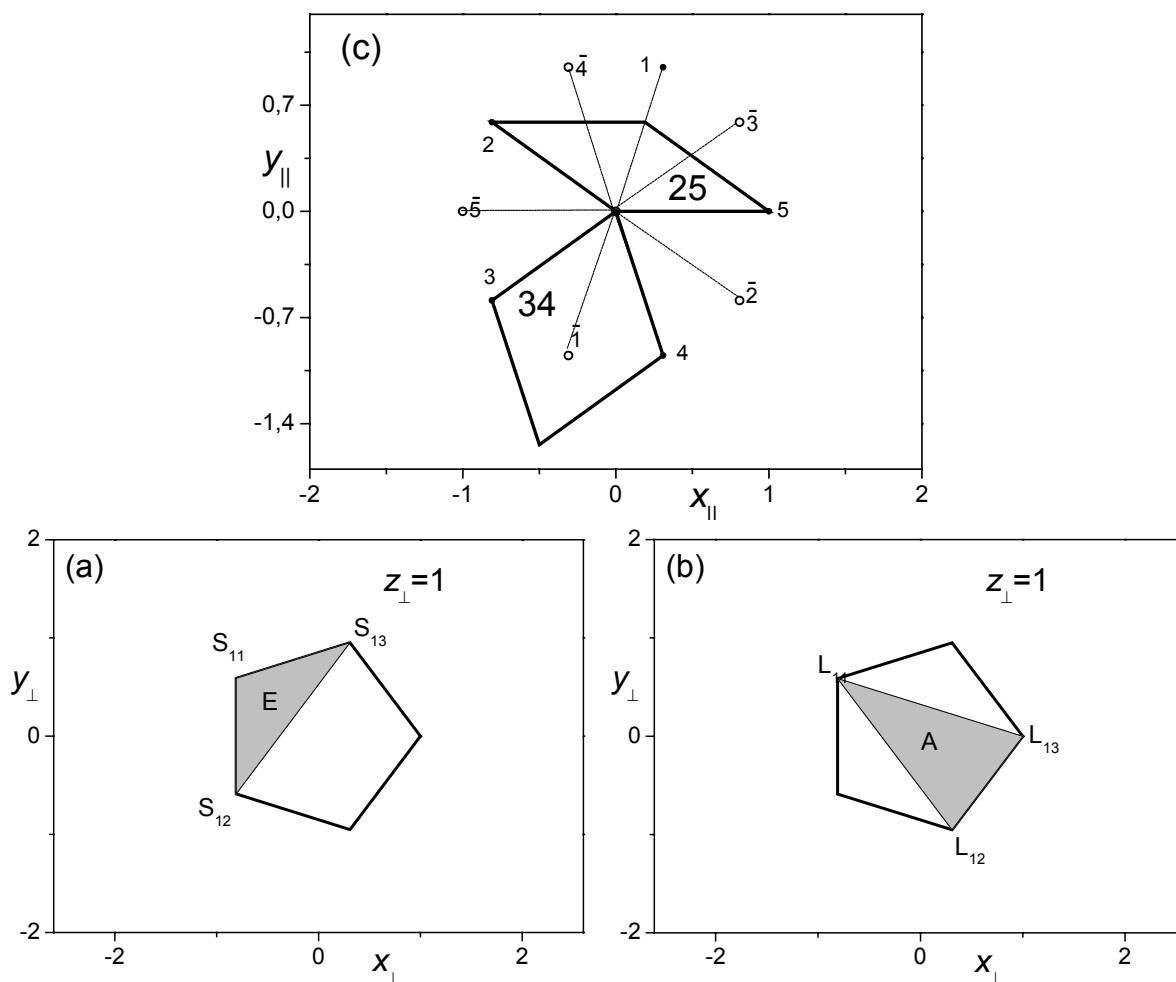 (c)
4̄
1
0,7
3̄
2
y||
25
0,0
5̄
5
2̄
3
34
-0,7
1̄
4
-1,4
-2
-1
0
1
2
x||
(a)
z⊥=1
2
S₁₃
S₁₁
y⊥
E
0
S₁₂
-2
-2
0
2
x⊥
(b)
z⊥=1
2
L₁₁
y⊥
A
0
L₁₃
L₁₂
-2
-2
0
2
x⊥